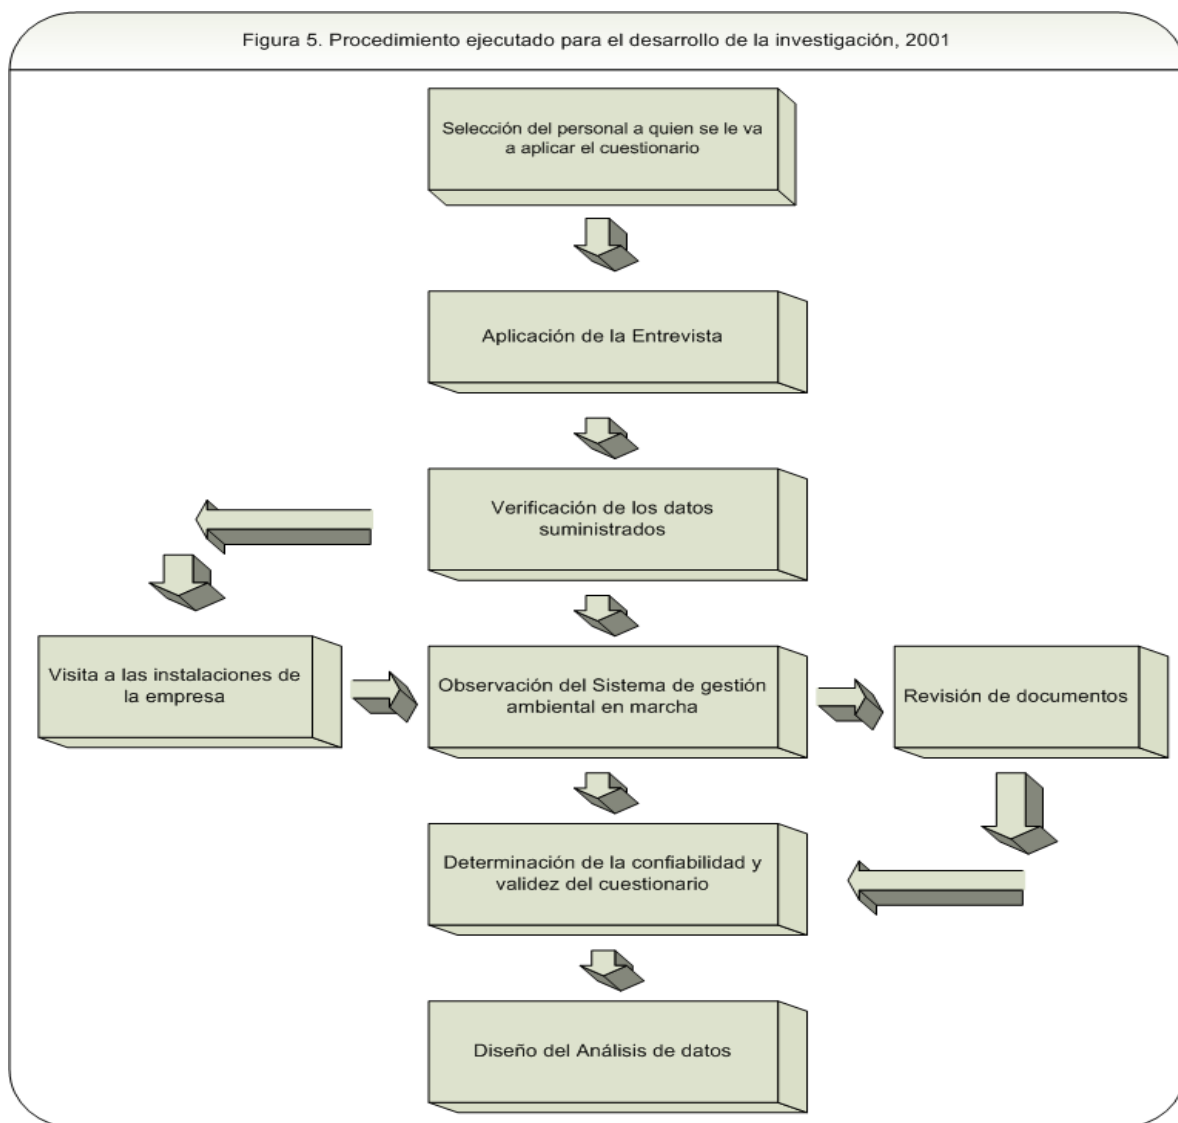 Figura 5. Procedimiento ejecutado para el desarrollo de la investigación, 2001
Selección del personal a quien se le va
a aplicar el cuestionario
Aplicación de la Entrevista
Verificación de los datos
suministrados
Visita a las instalaciones de
la empresa
Observación del Sistema de gestión
ambiental en marcha
Revisión de documentos
Determinación de la confiabilidad y
validez del cuestionario
Diseño del Análisis de datos